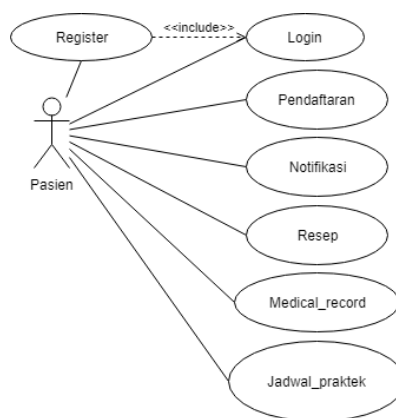 Register
<<include>>
Login
Pendaftaran
Pasien
Notifikasi
Resep
Medical_record
Jadwal_praktek